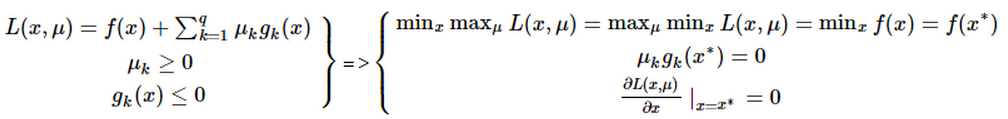 L(x, μ) = f(x) + ∑_{k=1}^{q} μ_k g_k(x)
μ_k ≥ 0
g_k(x) ≤ 0
=>
min_x max_μ L(x, μ) = max_μ min_x L(x, μ) = min_x f(x) = f(x*)
μ_k g_k(x*) = 0
∂L(x,μ)/∂x |_{x=x*} = 0